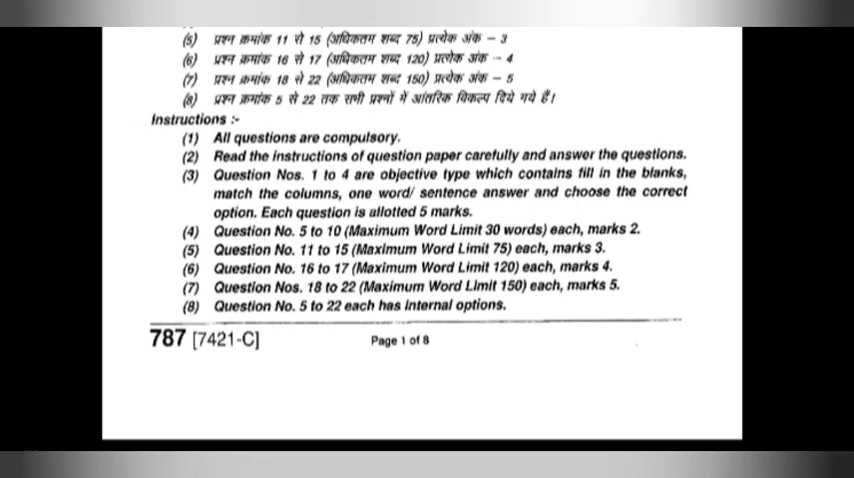 (5) प्रश्न क्रमांक 11 से 15 (अधिकतम शब्द 75) प्रत्येक अंक – 3
(6) प्रश्न क्रमांक 16 से 17 (अधिकतम शब्द 120) प्रत्येक अंक – 4
(7) प्रश्न क्रमांक 18 से 22 (अधिकतम शब्द 150) प्रत्येक अंक – 5
(8) प्रश्न क्रमांक 5 से 22 तक सभी प्रश्नों में आंतरिक विकल्प दिये गये हैं।
Instructions :-
(1) All questions are compulsory.
(2) Read the instructions of question paper carefully and answer the questions.
(3) Question Nos. 1 to 4 are objective type which contains fill in the blanks,
match the columns, one word/ sentence answer and choose the correct
option. Each question is allotted 5 marks.
(4) Question No. 5 to 10 (Maximum Word Limit 30 words) each, marks 2.
(5) Question No. 11 to 15 (Maximum Word Limit 75) each, marks 3.
(6) Question No. 16 to 17 (Maximum Word Limit 120) each, marks 4.
(7) Question Nos. 18 to 22 (Maximum Word Limit 150) each, marks 5.
(8) Question No. 5 to 22 each has internal options.
787 [7421-C] Page 1 of 8